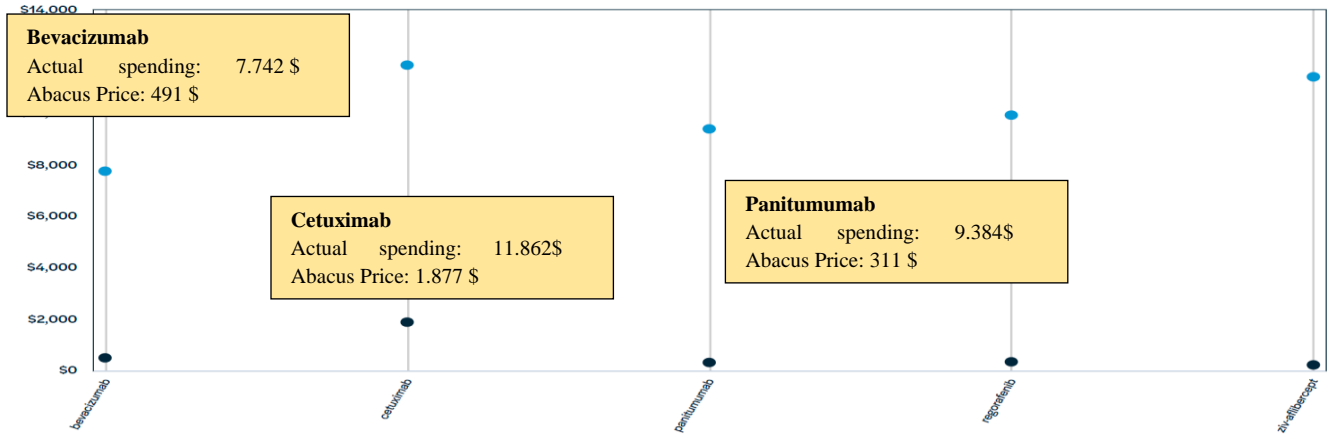 $14,000
Bevacizumab
Actual spending: 7.742 $
Abacus Price: 491 $
$8,000
$6,000
Cetuximab
Actual spending: 11.862$
Abacus Price: 1.877 $
Panitumumab
Actual spending: 9.384$
Abacus Price: 311 $
$4,000
$2,000
$0
bevacizumab
cetuximab
panitumumab
regorafenib
ziv-aflibercept